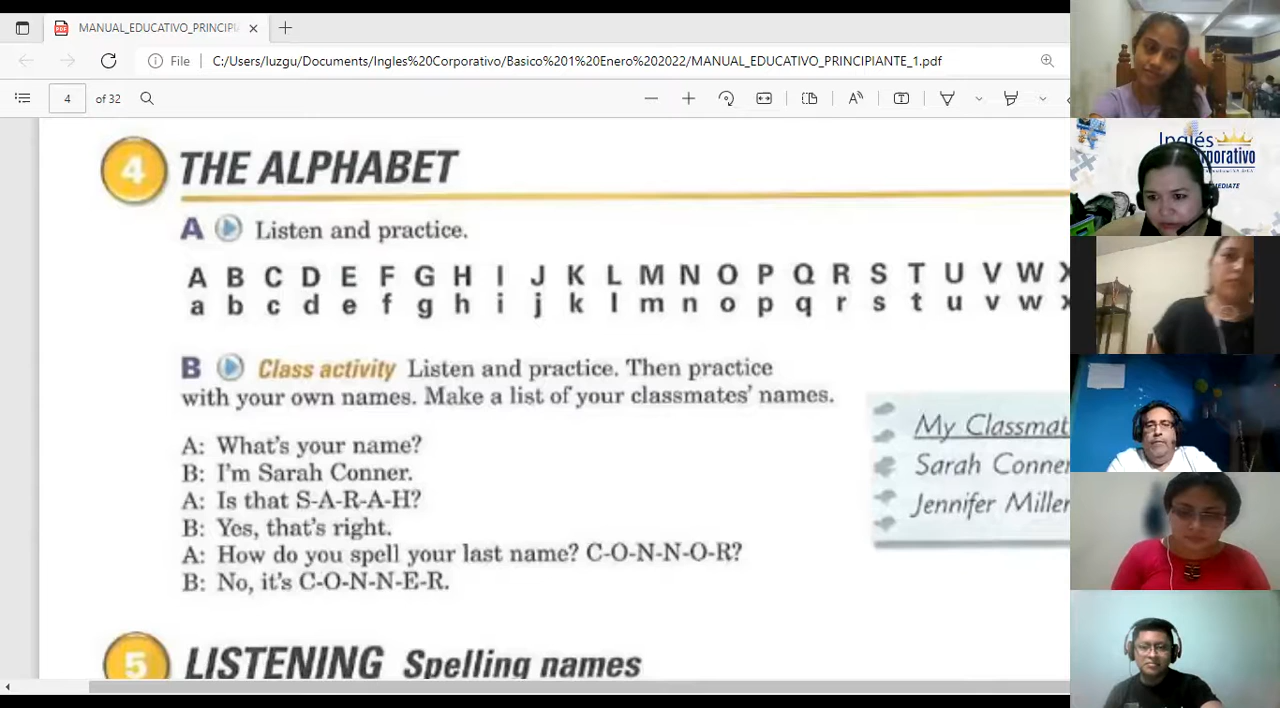 MANUAL_EDUCATIVO_PRINCIPI
File
C:/Users/luzgu/Documents/Ingles%20Corporativo/Basico%201%20Enero%202022/MANUAL_EDUCATIVO_PRINCIPIANTE_1.pdf
4 of 32
4 THE ALPHABET
A Listen and practice.
A B C D E F G H I J K L M N O P Q R S T U V W X
a b c d e f g h i j k l m n o p q r s t u v w x
B Class activity Listen and practice. Then practice
with your own names. Make a list of your classmates' names.
A: What's your name?
B: I'm Sarah Conner.
A: Is that S-A-R-A-H?
B: Yes, that's right.
A: How do you spell your last name? C-O-N-N-O-R?
B: No, it's C-O-N-N-E-R.
My Classmat
Sarah Conner
Jennifer Miller
5 LISTENING Spelling names
Inglés
rporativo
MEDIATE